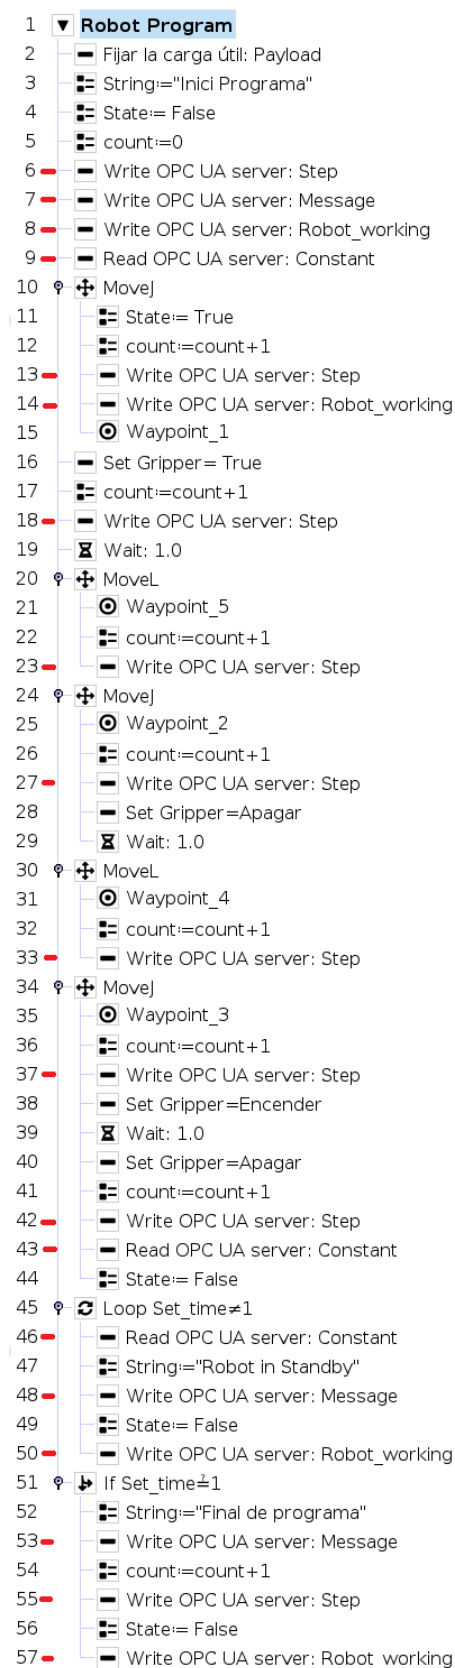 1 Robot Program
2 Fijar la carga útil: Payload
3 String:="Inici Programa"
4 State:= False
5 count:=0
6 Write OPC UA server: Step
7 Write OPC UA server: Message
8 Write OPC UA server: Robot_working
9 Read OPC UA server: Constant
10 MoveJ
11 State:= True
12 count:=count+1
13 Write OPC UA server: Step
14 Write OPC UA server: Robot_working
15 Waypoint_1
16 Set Gripper= True
17 count:=count+1
18 Write OPC UA server: Step
19 Wait: 1.0
20 MoveL
21 Waypoint_5
22 count:=count+1
23 Write OPC UA server: Step
24 MoveJ
25 Waypoint_2
26 count:=count+1
27 Write OPC UA server: Step
28 Set Gripper=Apagar
29 Wait: 1.0
30 MoveL
31 Waypoint_4
32 count:=count+1
33 Write OPC UA server: Step
34 MoveJ
35 Waypoint_3
36 count:=count+1
37 Write OPC UA server: Step
38 Set Gripper=Encender
39 Wait: 1.0
40 Set Gripper=Apagar
41 count:=count+1
42 Write OPC UA server: Step
43 Read OPC UA server: Constant
44 State:= False
45 Loop Set_time≠1
46 Read OPC UA server: Constant
47 String:="Robot in Standby"
48 Write OPC UA server: Message
49 State:= False
50 Write OPC UA server: Robot_working
51 If Set_time≟1
52 String:="Final de programa"
53 Write OPC UA server: Message
54 count:=count+1
55 Write OPC UA server: Step
56 State:= False
57 Write OPC UA server: Robot working